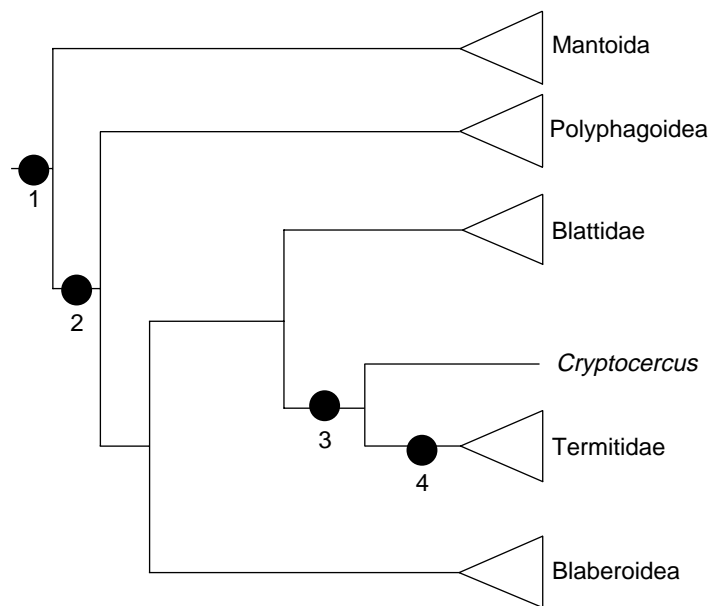 Mantoida
Polyphagoidea
1
Blattidae
2
Cryptocercus
3
Termitidae
4
Blaberoidea